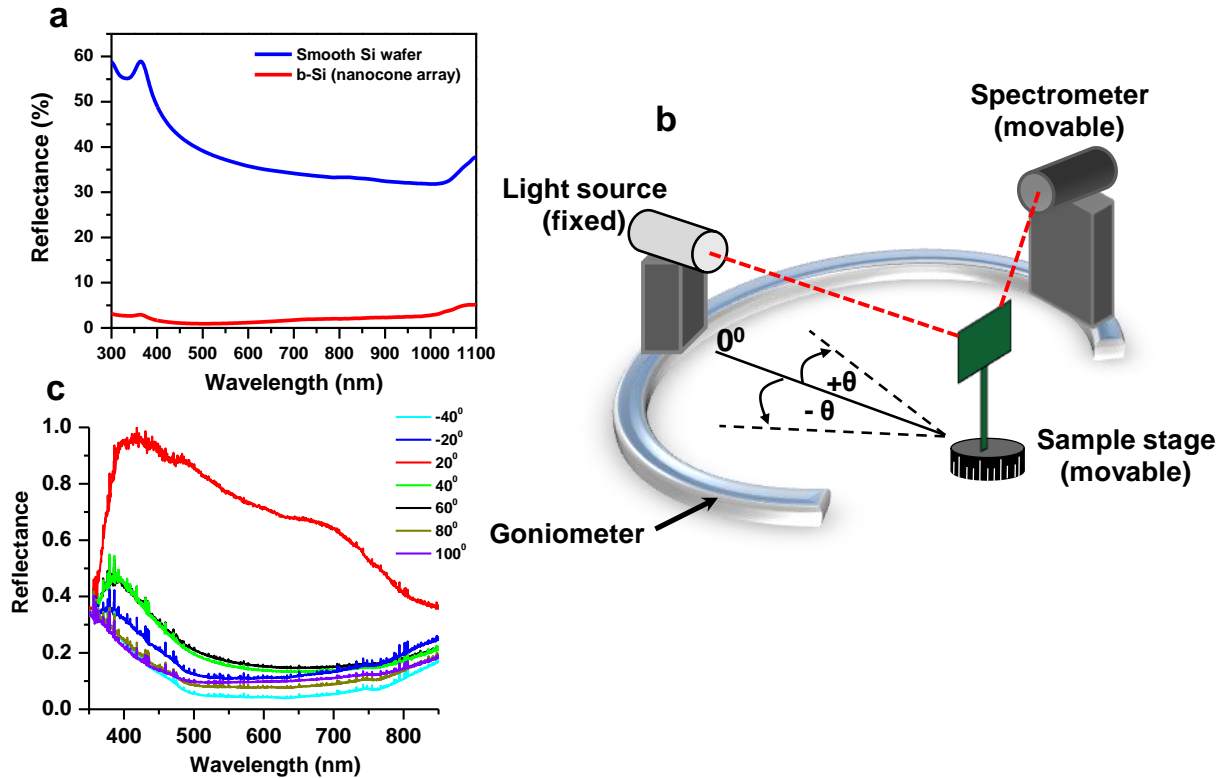 a
Smooth Si wafer
b-Si (nanocone array)
60
50
40
30
20
10
0
Reflectance (%)
300 400 500 600 700 800 900 1000 1100
Wavelength (nm)
b
Spectrometer
(movable)
Light source
(fixed)
0⁰
+θ
- θ
Sample stage
(movable)
Goniometer
c
-40⁰
-20⁰
20⁰
40⁰
60⁰
80⁰
100⁰
1.0
0.8
0.6
0.4
0.2
0.0
Reflectance
400 500 600 700 800
Wavelength (nm)